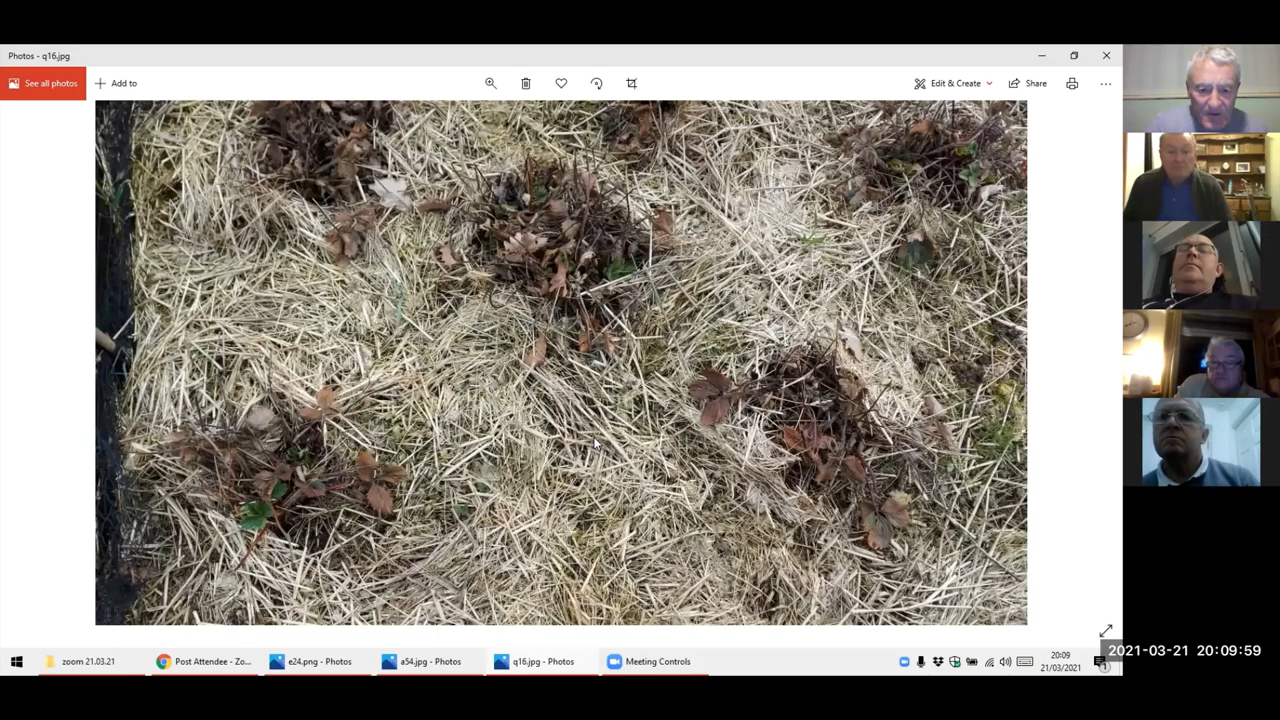 Photos - q16.jpg
See all photos
Add to
Edit & Create
Share
zoom 21.03.21
Post Attendee - Zo...
e24.png - Photos
a54.jpg - Photos
q16.jpg - Photos
Meeting Controls
20:09
21/03/2021
1
2021-03-21 20:09:59